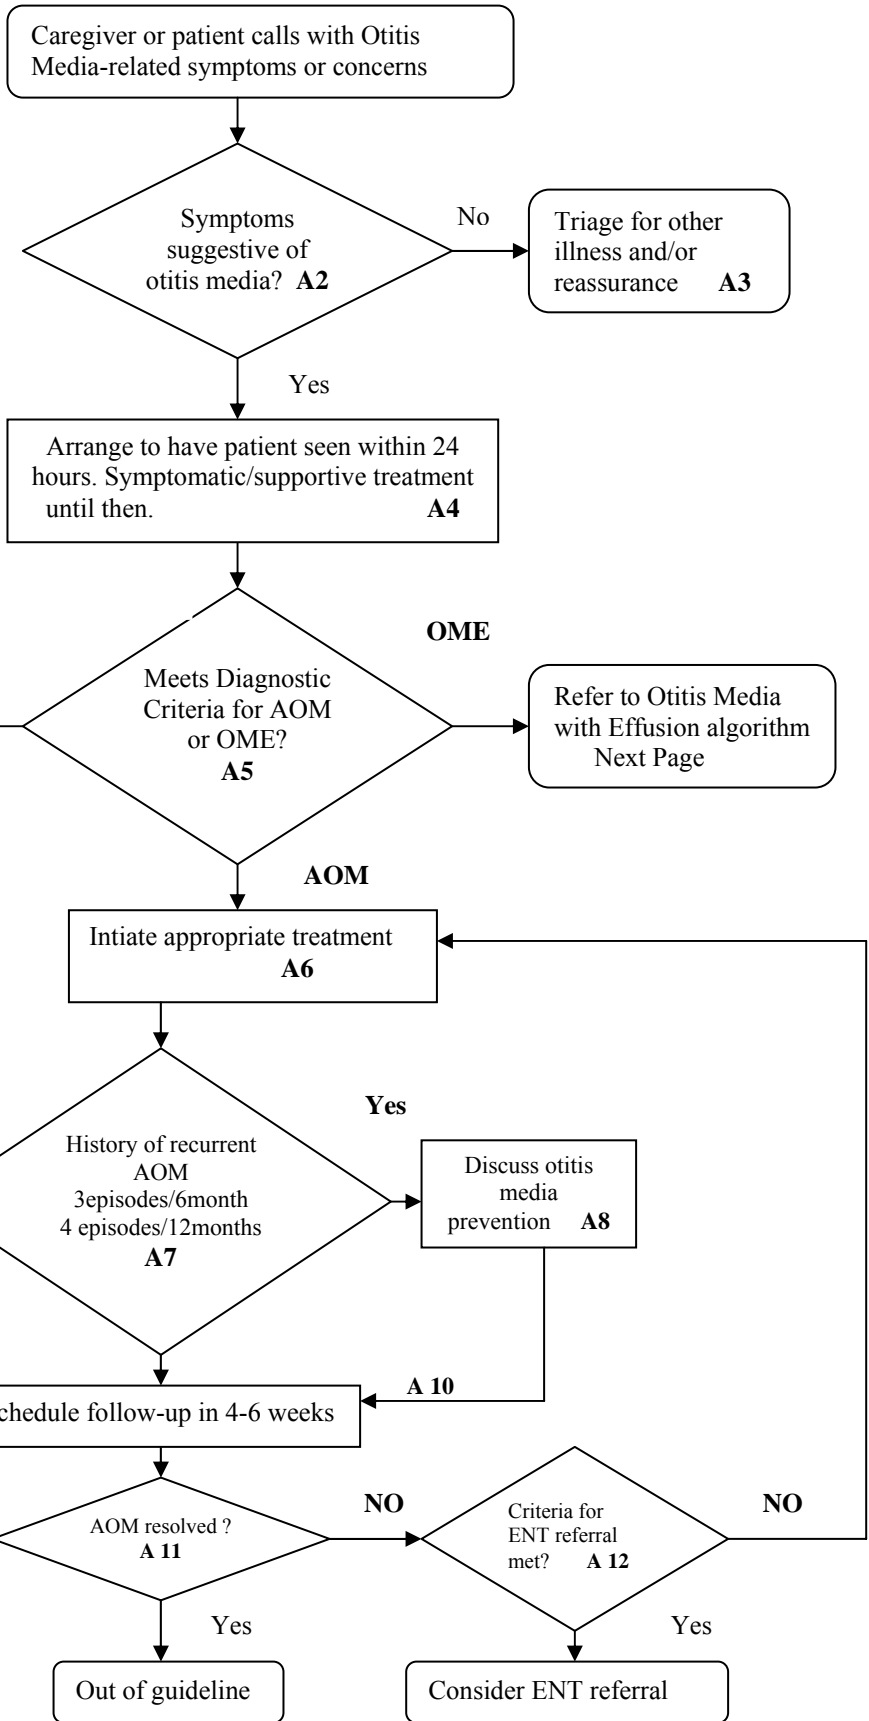 Caregiver or patient calls with Otitis
Media-related symptoms or concerns
Symptoms
suggestive of
otitis media? A2
No
Triage for other
illness and/or
reassurance A3
Yes
Arrange to have patient seen within 24
hours. Symptomatic/supportive treatment
until then. A4
OME
Meets Diagnostic
Criteria for AOM
or OME?
A5
Refer to Otitis Media
with Effusion algorithm
Next Page
AOM
Intiate appropriate treatment
A6
Yes
History of recurrent
AOM
3episodes/6month
4 episodes/12months
A7
Discuss otitis
media
prevention A8
A 10
chedule follow-up in 4-6 weeks
AOM resolved ?
A 11
NO
Criteria for
ENT referral
met? A 12
NO
Yes
Yes
Out of guideline
Consider ENT referral